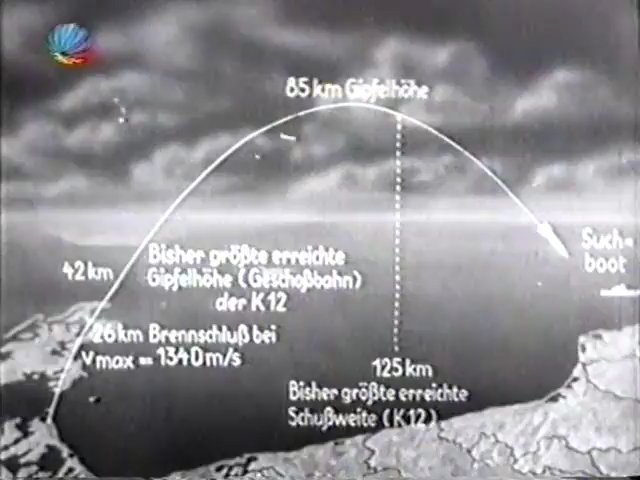 85 km Gipfelhöhe
Such=
boot
42 km
Bisher größte erreichte
Gipfelhöhe (Geschoßbahn)
der K12
26 km Brennschluß bei
v max = 1340 m/s
125 km
Bisher größte erreichte
Schußweite (K12)